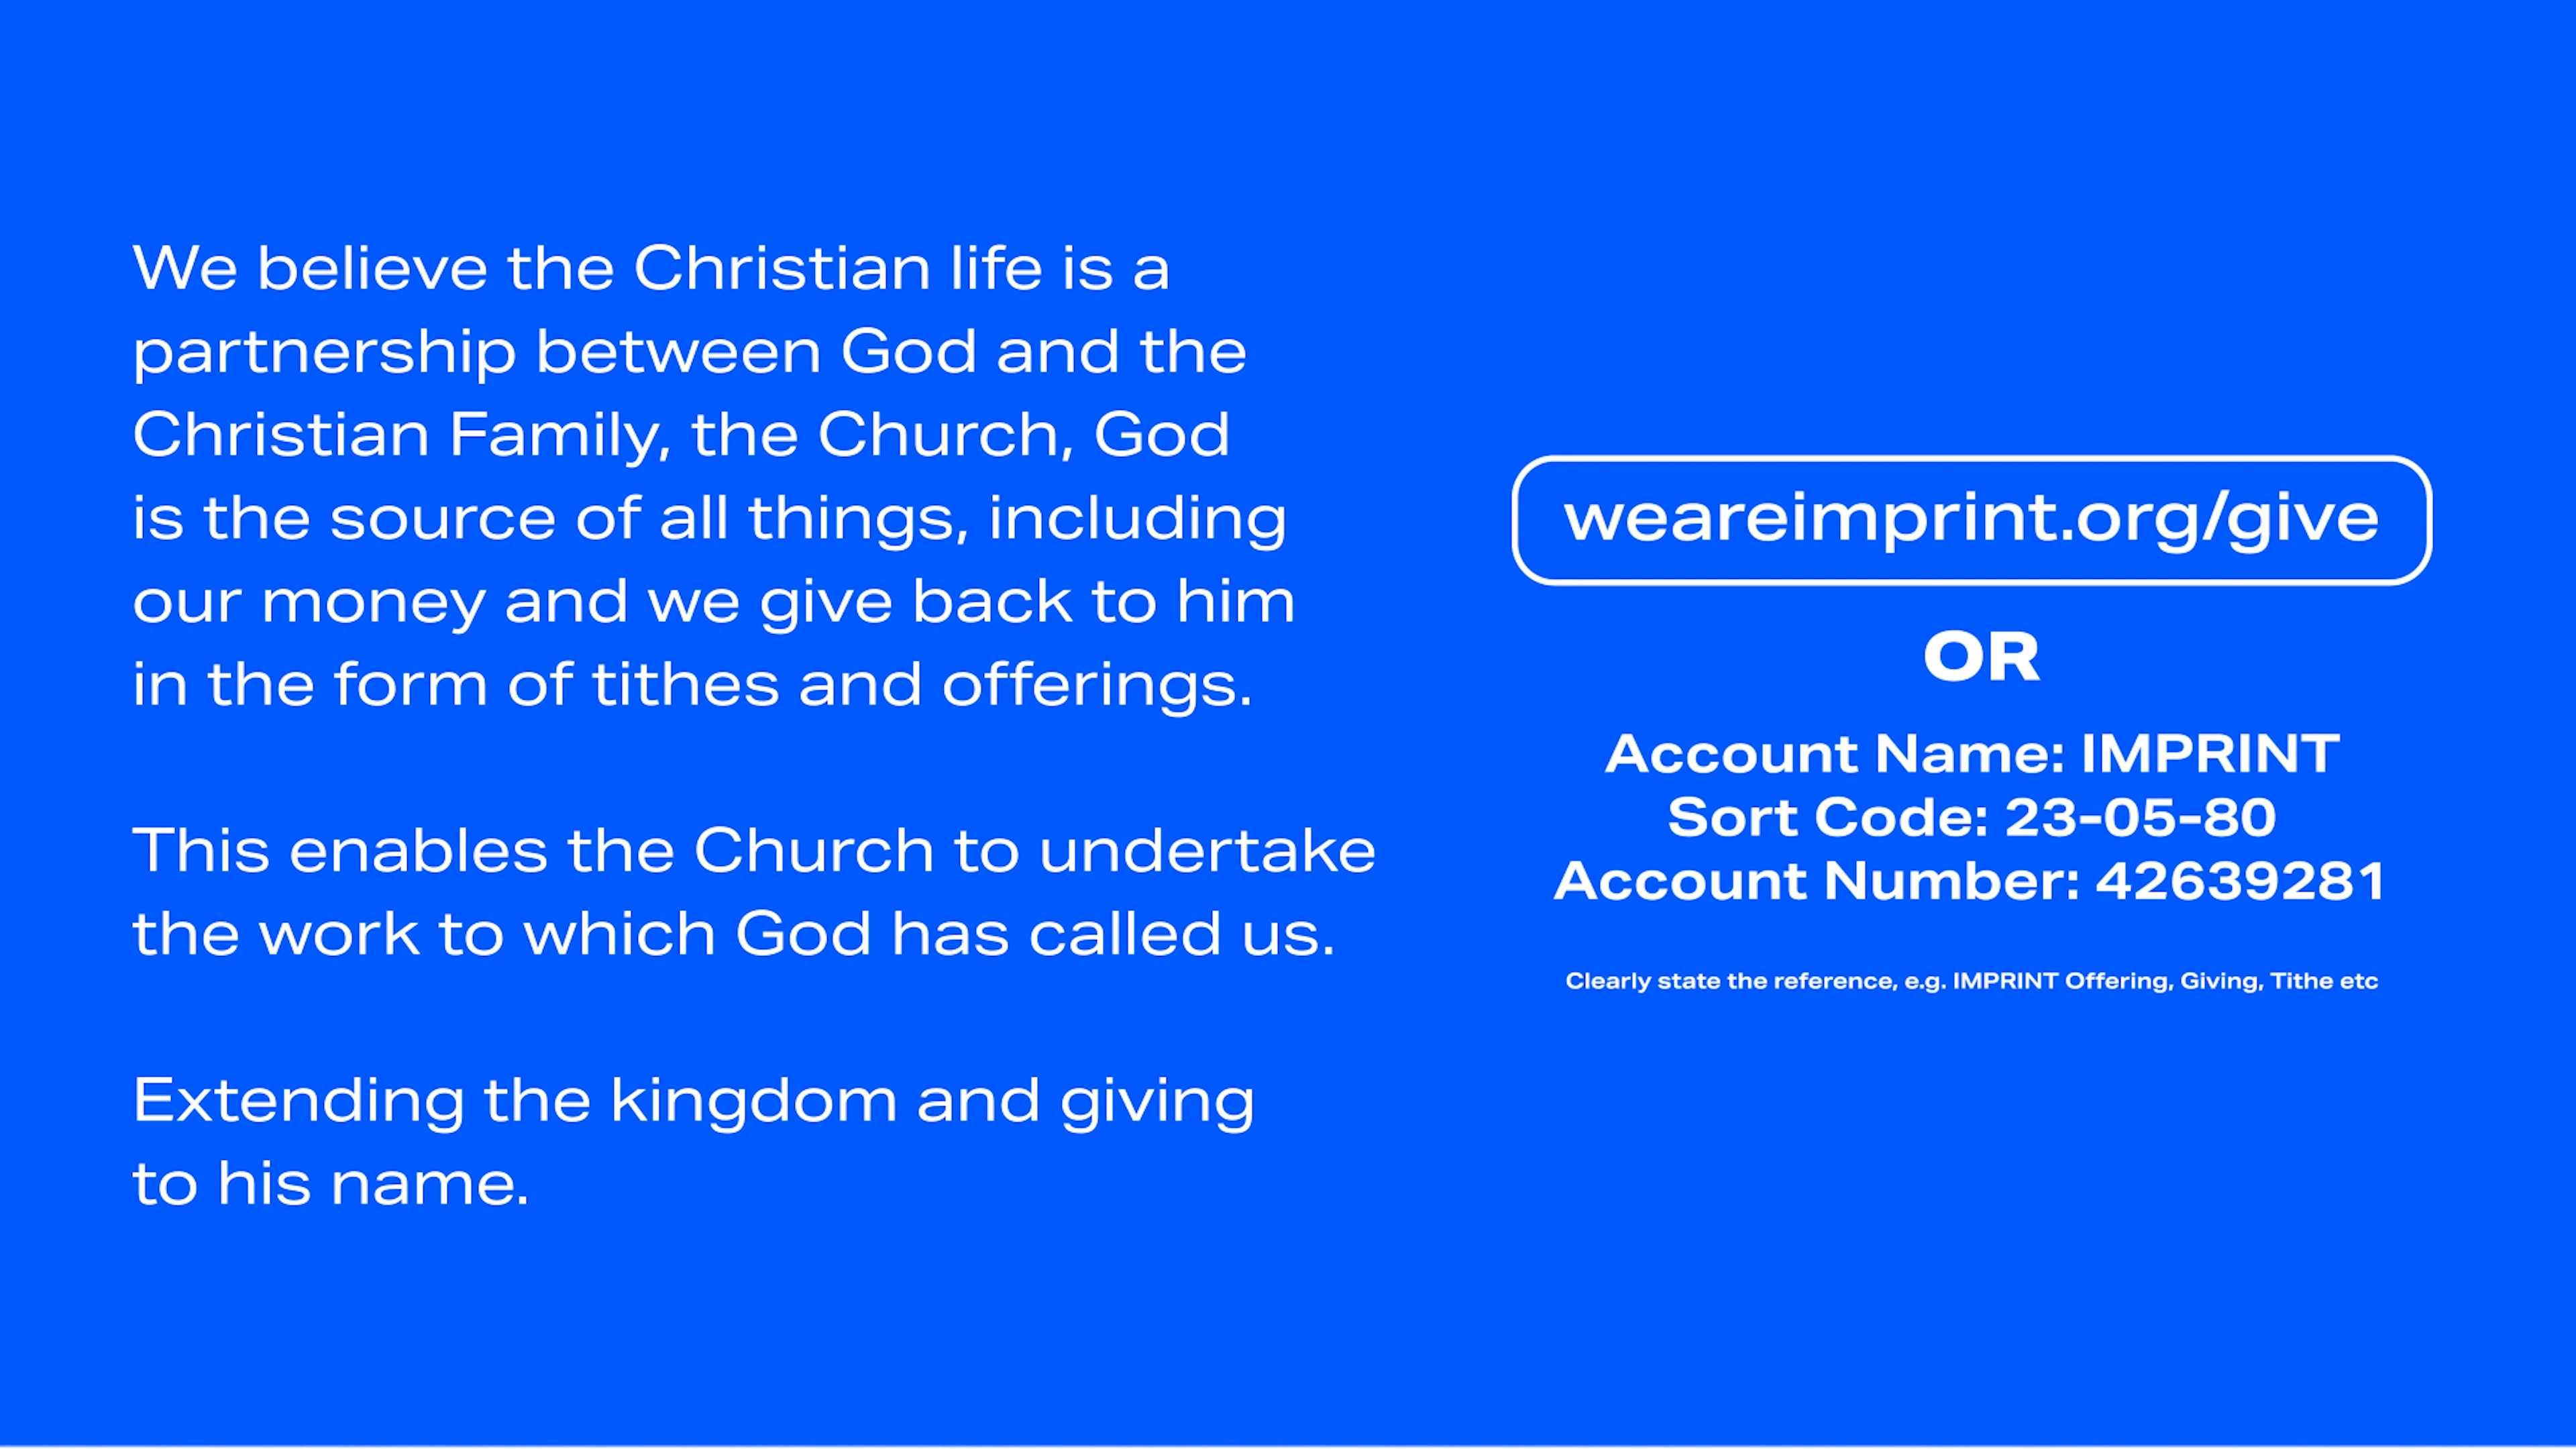 We believe the Christian life is a
partnership between God and the
Christian Family, the Church, God
is the source of all things, including
our money and we give back to him
in the form of tithes and offerings.
This enables the Church to undertake
the work to which God has called us.
Extending the kingdom and giving
to his name.
weareimprint.org/give
OR
Account Name: IMPRINT
Sort Code: 23-05-80
Account Number: 42639281
Clearly state the reference, e.g. IMPRINT Offering, Giving, Tithe etc